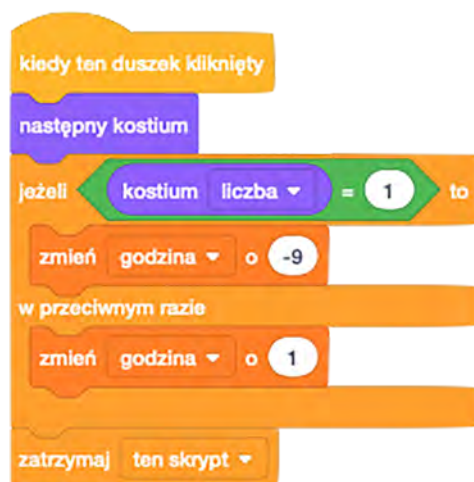 kiedy ten duszek kliknięty
następny kostium
jeżeli kostium liczba = 1 to
zmień godzina o -9
w przeciwnym razie
zmień godzina o 1
zatrzymaj ten skrypt